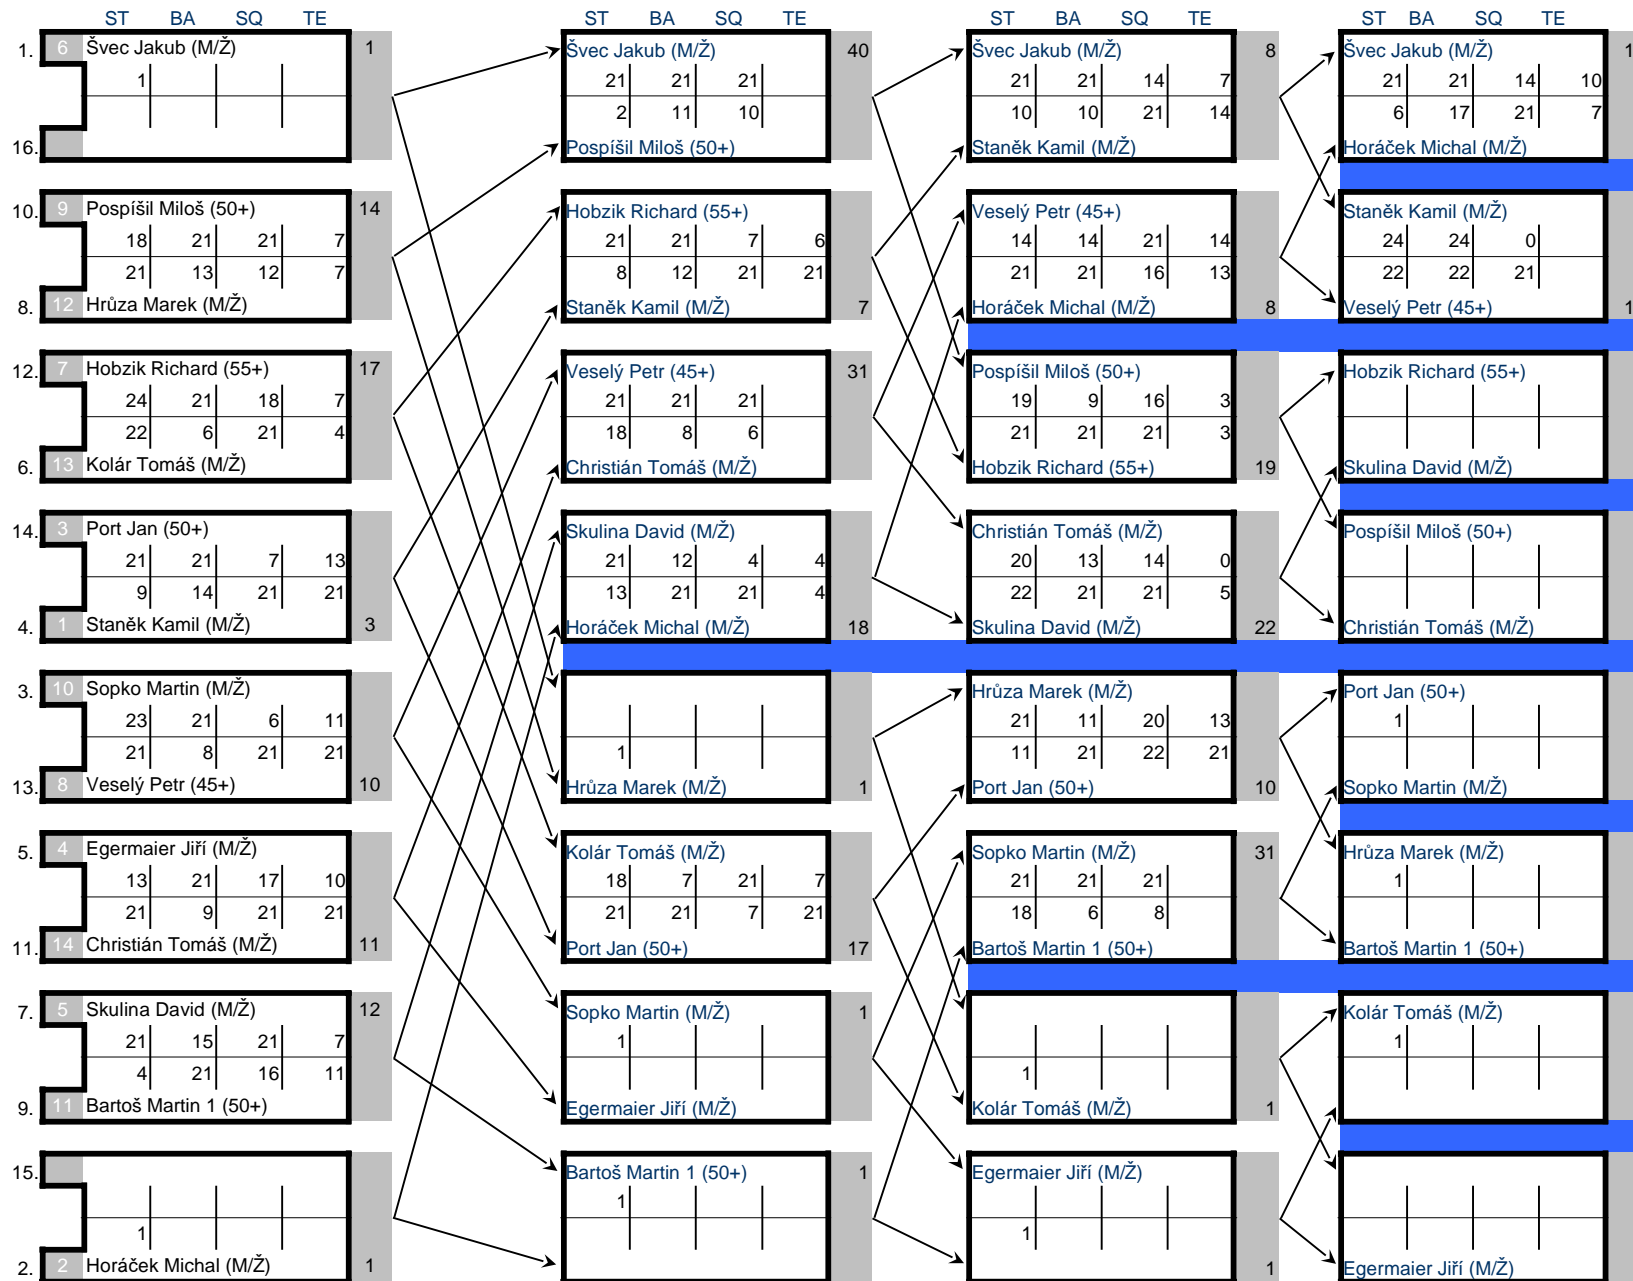 ST BA SQ TE ST BA SQ TE ST BA SQ TE ST BA SQ TE
1. 6 Švec Jakub (M/Ž) 1 Švec Jakub (M/Ž) 40 Švec Jakub (M/Ž) 8 Švec Jakub (M/Ž) 1
1 21 21 21 21 21 14 7 21 21 14 10
2 11 10 10 10 21 14 6 17 21 7
16. Pospíšil Miloš (50+) Staněk Kamil (M/Ž) Horáček Michal (M/Ž)
10. 9 Pospíšil Miloš (50+) 14 Hobzik Richard (55+) Veselý Petr (45+) Staněk Kamil (M/Ž)
18 21 21 7 21 21 7 6 14 14 21 14 24 24 0
21 13 12 7 8 12 21 21 21 21 16 13 22 22 21
8. 12 Hrůza Marek (M/Ž) Staněk Kamil (M/Ž) 7 Horáček Michal (M/Ž) 8 Veselý Petr (45+) 1
12. 7 Hobzik Richard (55+) 17 Veselý Petr (45+) 31 Pospíšil Miloš (50+) Hobzik Richard (55+)
24 21 18 7 21 21 21 19 9 16 3
22 6 21 4 18 8 6 21 21 21 3
6. 13 Kolár Tomáš (M/Ž) Christián Tomáš (M/Ž) Hobzik Richard (55+) 19 Skulina David (M/Ž)
14. 3 Port Jan (50+) Skulina David (M/Ž) Christián Tomáš (M/Ž) Pospíšil Miloš (50+)
21 21 7 13 21 12 4 4 20 13 14 0
9 14 21 21 13 21 21 4 22 21 21 5
4. 1 Staněk Kamil (M/Ž) 3 Horáček Michal (M/Ž) 18 Skulina David (M/Ž) 22 Christián Tomáš (M/Ž)
3. 10 Sopko Martin (M/Ž) Hrůza Marek (M/Ž) Port Jan (50+)
23 21 6 11 21 11 20 13 1
21 8 21 21 1 11 21 22 21
13. 8 Veselý Petr (45+) 10 Hrůza Marek (M/Ž) 1 Port Jan (50+) 10 Sopko Martin (M/Ž)
5. 4 Egermaier Jiří (M/Ž) Kolár Tomáš (M/Ž) Sopko Martin (M/Ž) 31 Hrůza Marek (M/Ž)
13 21 17 10 18 7 21 7 21 21 21 1
21 9 21 21 21 21 7 21 18 6 8
11. 14 Christián Tomáš (M/Ž) 11 Port Jan (50+) 17 Bartoš Martin 1 (50+) Bartoš Martin 1 (50+)
7. 5 Skulina David (M/Ž) 12 Sopko Martin (M/Ž) 1 Kolár Tomáš (M/Ž)
21 15 21 7 1 1
4 21 16 11 1
9. 11 Bartoš Martin 1 (50+) Egermaier Jiří (M/Ž) Kolár Tomáš (M/Ž) 1
15. Bartoš Martin 1 (50+) 1 Egermaier Jiří (M/Ž)
1
1 1
2. 2 Horáček Michal (M/Ž) 1 1 Egermaier Jiří (M/Ž)